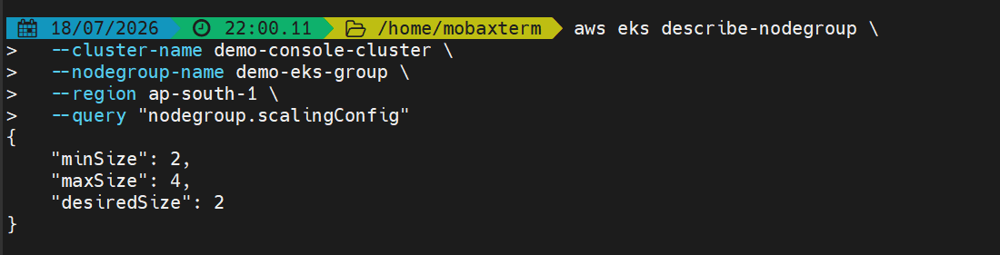 18/07/2026 22:00.11 /home/mobaxterm aws eks describe-nodegroup \
>   --cluster-name demo-console-cluster \
>   --nodegroup-name demo-eks-group \
>   --region ap-south-1 \
>   --query "nodegroup.scalingConfig"
{
    "minSize": 2,
    "maxSize": 4,
    "desiredSize": 2
}